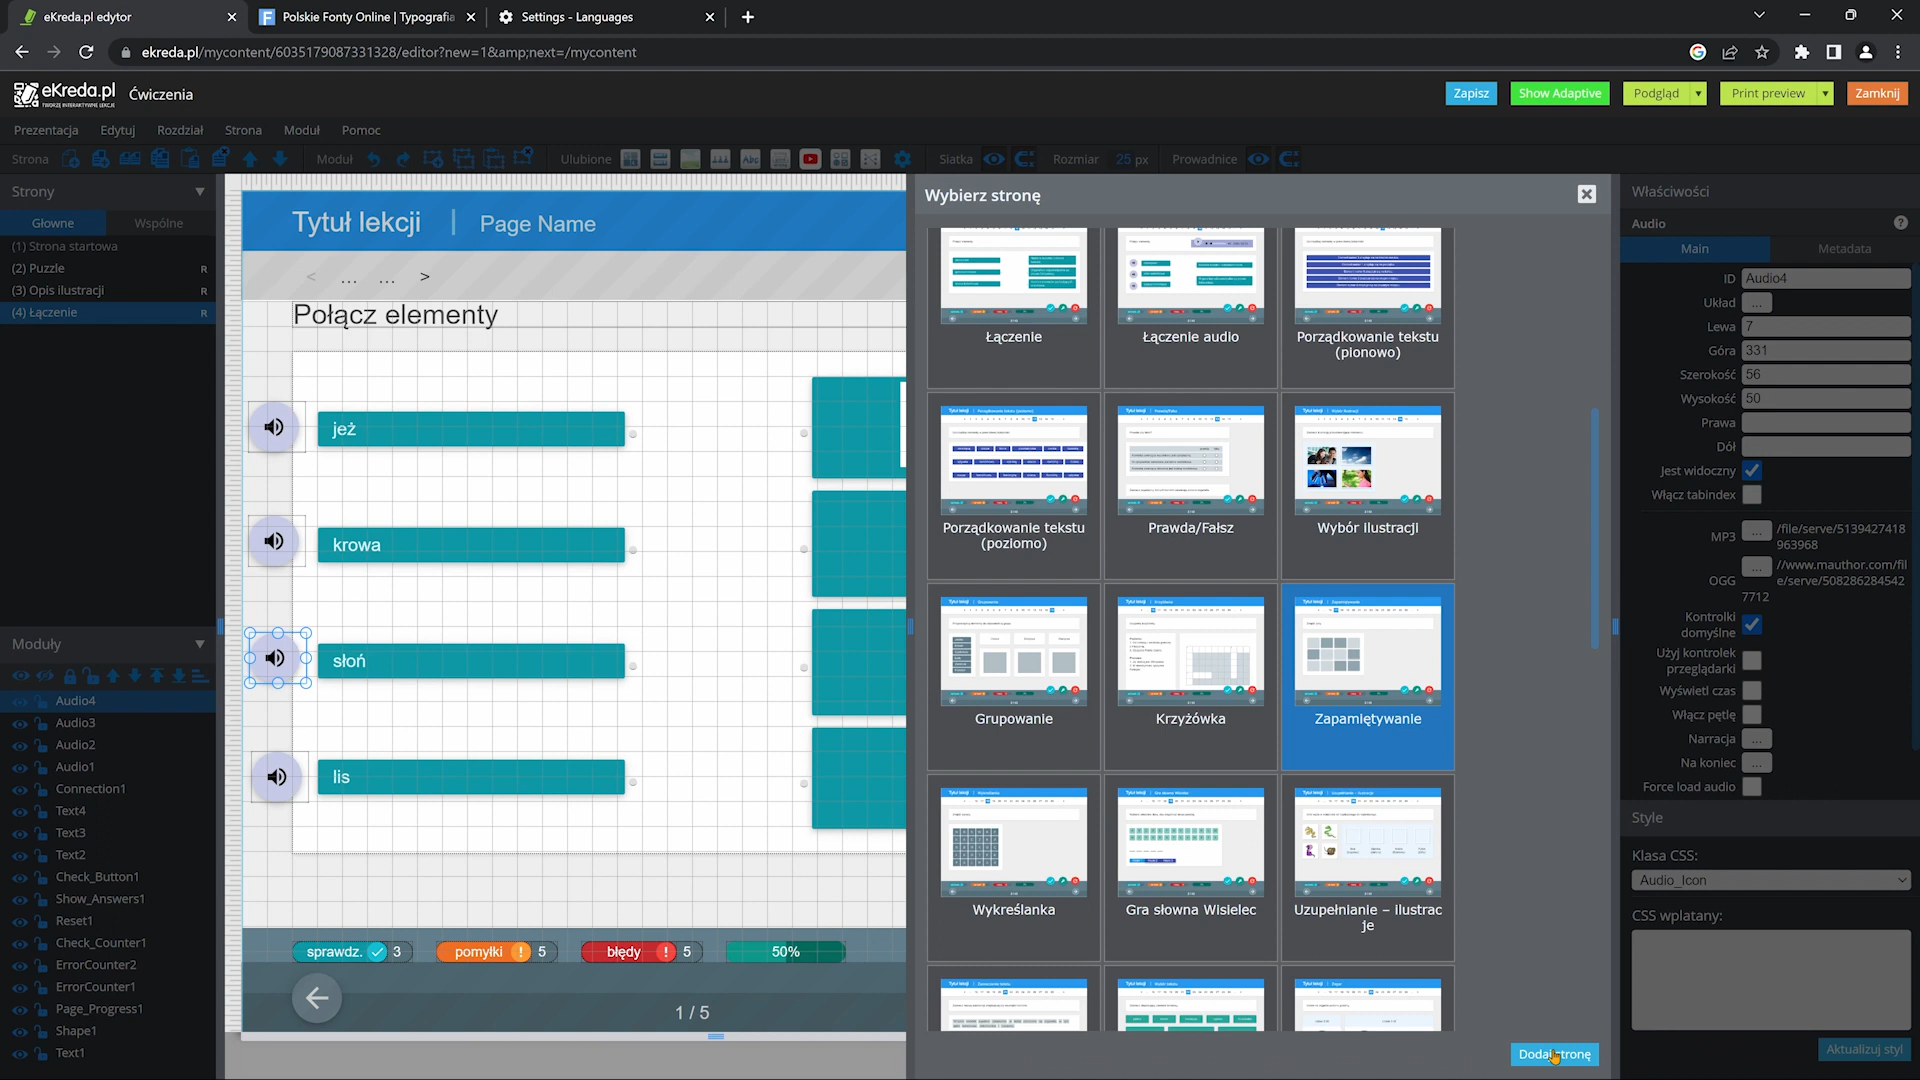 eKreda.pl edytor
Polskie Fonty Online | Typografia
Settings - Languages
ekreda.pl/mycontent/6035179087331328/editor?new=1&amp;next=/mycontent
eKreda.pl
TWORZĘ INTERAKTYWNE LEKCJE
Ćwiczenia
Zapisz
Show Adaptive
Podgląd
Print preview
Zamknij
Prezentacja
Edytuj
Rozdział
Strona
Moduł
Pomoc
Strona
Moduł
Ulubione
Abc
Siatka
Rozmiar
25 px
Prowadnice
Strony
Głowne
Wspólne
(1) Strona startowa
(2) Puzzle R
(3) Opis ilustracji R
(4) Łączenie R
Moduły
Audio4
Audio3
Audio2
Audio1
Connection1
Text4
Text3
Text2
Check_Button1
Show_Answers1
Reset1
Check_Counter1
ErrorCounter2
ErrorCounter1
Page_Progress1
Shape1
Text1
Tytuł lekcji | Page Name
< ... ... >
Połącz elementy
jeż
krowa
słoń
lis
sprawdz. 3
pomyłki ! 5
błędy ! 5
50%
1 / 5
Wybierz stronę
Łączenie
Łączenie audio
Porządkowanie tekstu
(pionowo)
Porządkowanie tekstu
(poziomo)
Prawda/Fałsz
Wybór ilustracji
Grupowanie
Krzyżówka
Zapamiętywanie
Wykreślanka
Gra słowna Wisielec
Uzupełnianie – ilustrac
je
Dodaj stronę
Właściwości
Audio
Main
Metadata
ID Audio4
Układ ...
Lewa 7
Góra 331
Szerokość 56
Wysokość 50
Prawa
Dół
Jest widoczny
Włącz tabindex
MP3 ... /file/serve/5139427418
963968
OGG ... //www.mauthor.com/fil
e/serve/508286284542
7712
Kontrolki
domyślne
Użyj kontrolek
przeglądarki
Wyświetl czas
Włącz pętlę
Narracja ...
Na koniec ...
Force load audio
Style
Klasa CSS:
Audio_Icon
CSS wplatany:
Aktualizuj styl